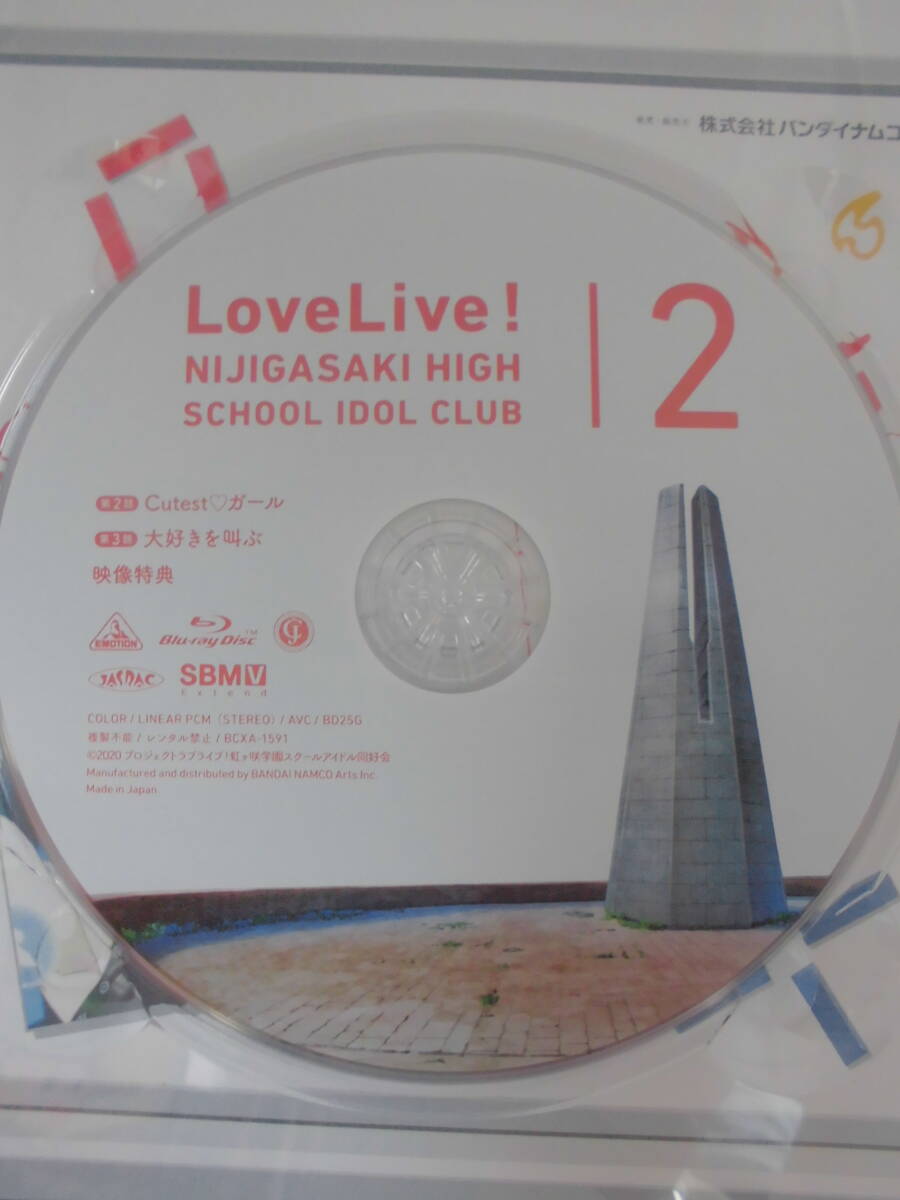 株式会社バンダイナムコ
LoveLive!
NIJIGASAKI HIGH
SCHOOL IDOL CLUB
2
第2話 Cutest♡ガール
第3話 大好きを叫ぶ
映像特典
EMOTION
Blu-ray Disc™
JASRAC
SBMV
Extend
COLOR / LINEAR PCM (STEREO) / AVC / BD25G
複製不能 / レンタル禁止 / BCXA-1591
©2020 プロジェクトラブライブ!虹ヶ咲学園スクールアイドル同好会
Manufactured and distributed by BANDAI NAMCO Arts Inc.
Made in Japan